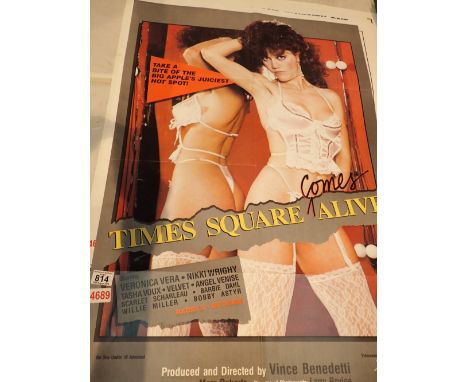 TAKE A
BITE OF THE
BIG APPLE'S JUICIEST
HOT SPOT!
Comes
TIMES SQUARE ALIVE
814
4689
VERONICA VERA • NIKKI WRIGHT
TASHA VOUX • VELVET • ANGEL VENISE
SCARLET SCHARLEAU • BARBIE DAHL
WILLIE MILLER • BOBBY ASTYR
Produced and Directed by Vince Benedetti